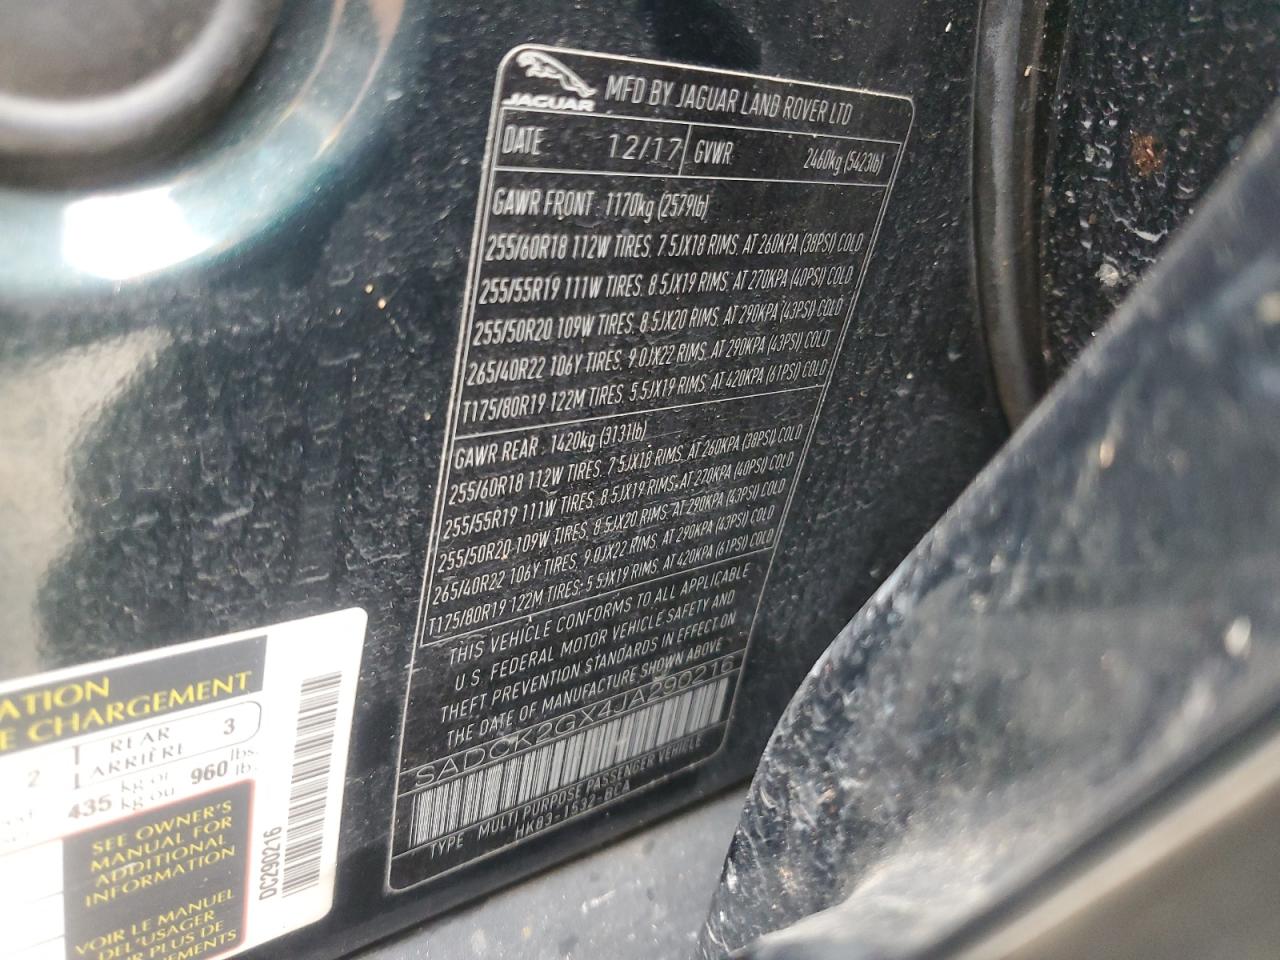 JAGUAR MFD BY JAGUAR LAND ROVER LTD
DATE 12/17 GVWR 2460kg (5423lb)
GAWR FRONT : 1170kg (2579lb)
255/60R18 112W TIRES, 7.5JX18 RIMS, AT 260KPA (38PSI) COLD
255/55R19 111W TIRES, 8.5JX19 RIMS, AT 270KPA (40PSI) COLD
255/50R20 109W TIRES, 8.5JX20 RIMS, AT 290KPA (43PSI) COLD
265/40R22 106Y TIRES, 9.0JX22 RIMS, AT 290KPA (43PSI) COLD
T175/80R19 122M TIRES, 5.5JX19 RIMS, AT 420KPA (61PSI) COLD
GAWR REAR : 1420kg (3131lb)
255/60R18 112W TIRES, 7.5JX18 RIMS, AT 260KPA (38PSI) COLD
255/55R19 111W TIRES, 8.5JX19 RIMS, AT 270KPA (40PSI) COLD
255/50R20 109W TIRES, 8.5JX20 RIMS, AT 290KPA (43PSI) COLD
265/40R22 106Y TIRES, 9.0JX22 RIMS, AT 290KPA (43PSI) COLD
T175/80R19 122M TIRES, 5.5JX19 RIMS, AT 420KPA (61PSI) COLD
THIS VEHICLE CONFORMS TO ALL APPLICABLE
U.S. FEDERAL MOTOR VEHICLE SAFETY AND
THEFT PREVENTION STANDARDS IN EFFECT ON
THE DATE OF MANUFACTURE SHOWN ABOVE
SADCK2GX4JA290216
TYPE MULTI PURPOSE PASSENGER VEHICLE
HK83-1532-BCA
ATION
E CHARGEMENT
2 REAR 3
ARRIÈRE
435 kg or 960 lbs.
kg ou lb.
SEE OWNER'S
MANUAL FOR
ADDITIONAL
INFORMATION
VOIR LE MANUEL
DE L'USAGER
R PLUS DE
EMENTS
DC290216